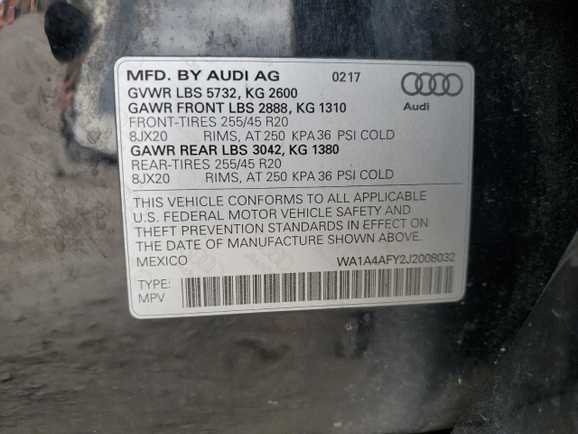 MFD. BY AUDI AG 0217
GVWR LBS 5732, KG 2600
GAWR FRONT LBS 2888, KG 1310
FRONT-TIRES 255/45 R20
8JX20 RIMS, AT 250 KPA 36 PSI COLD
GAWR REAR LBS 3042, KG 1380
REAR-TIRES 255/45 R20
8JX20 RIMS, AT 250 KPA 36 PSI COLD
Audi
THIS VEHICLE CONFORMS TO ALL APPLICABLE
U.S. FEDERAL MOTOR VEHICLE SAFETY AND
THEFT PREVENTION STANDARDS IN EFFECT ON
THE DATE OF MANUFACTURE SHOWN ABOVE.
MEXICO WA1A4AFY2J2008032
TYPE:
MPV